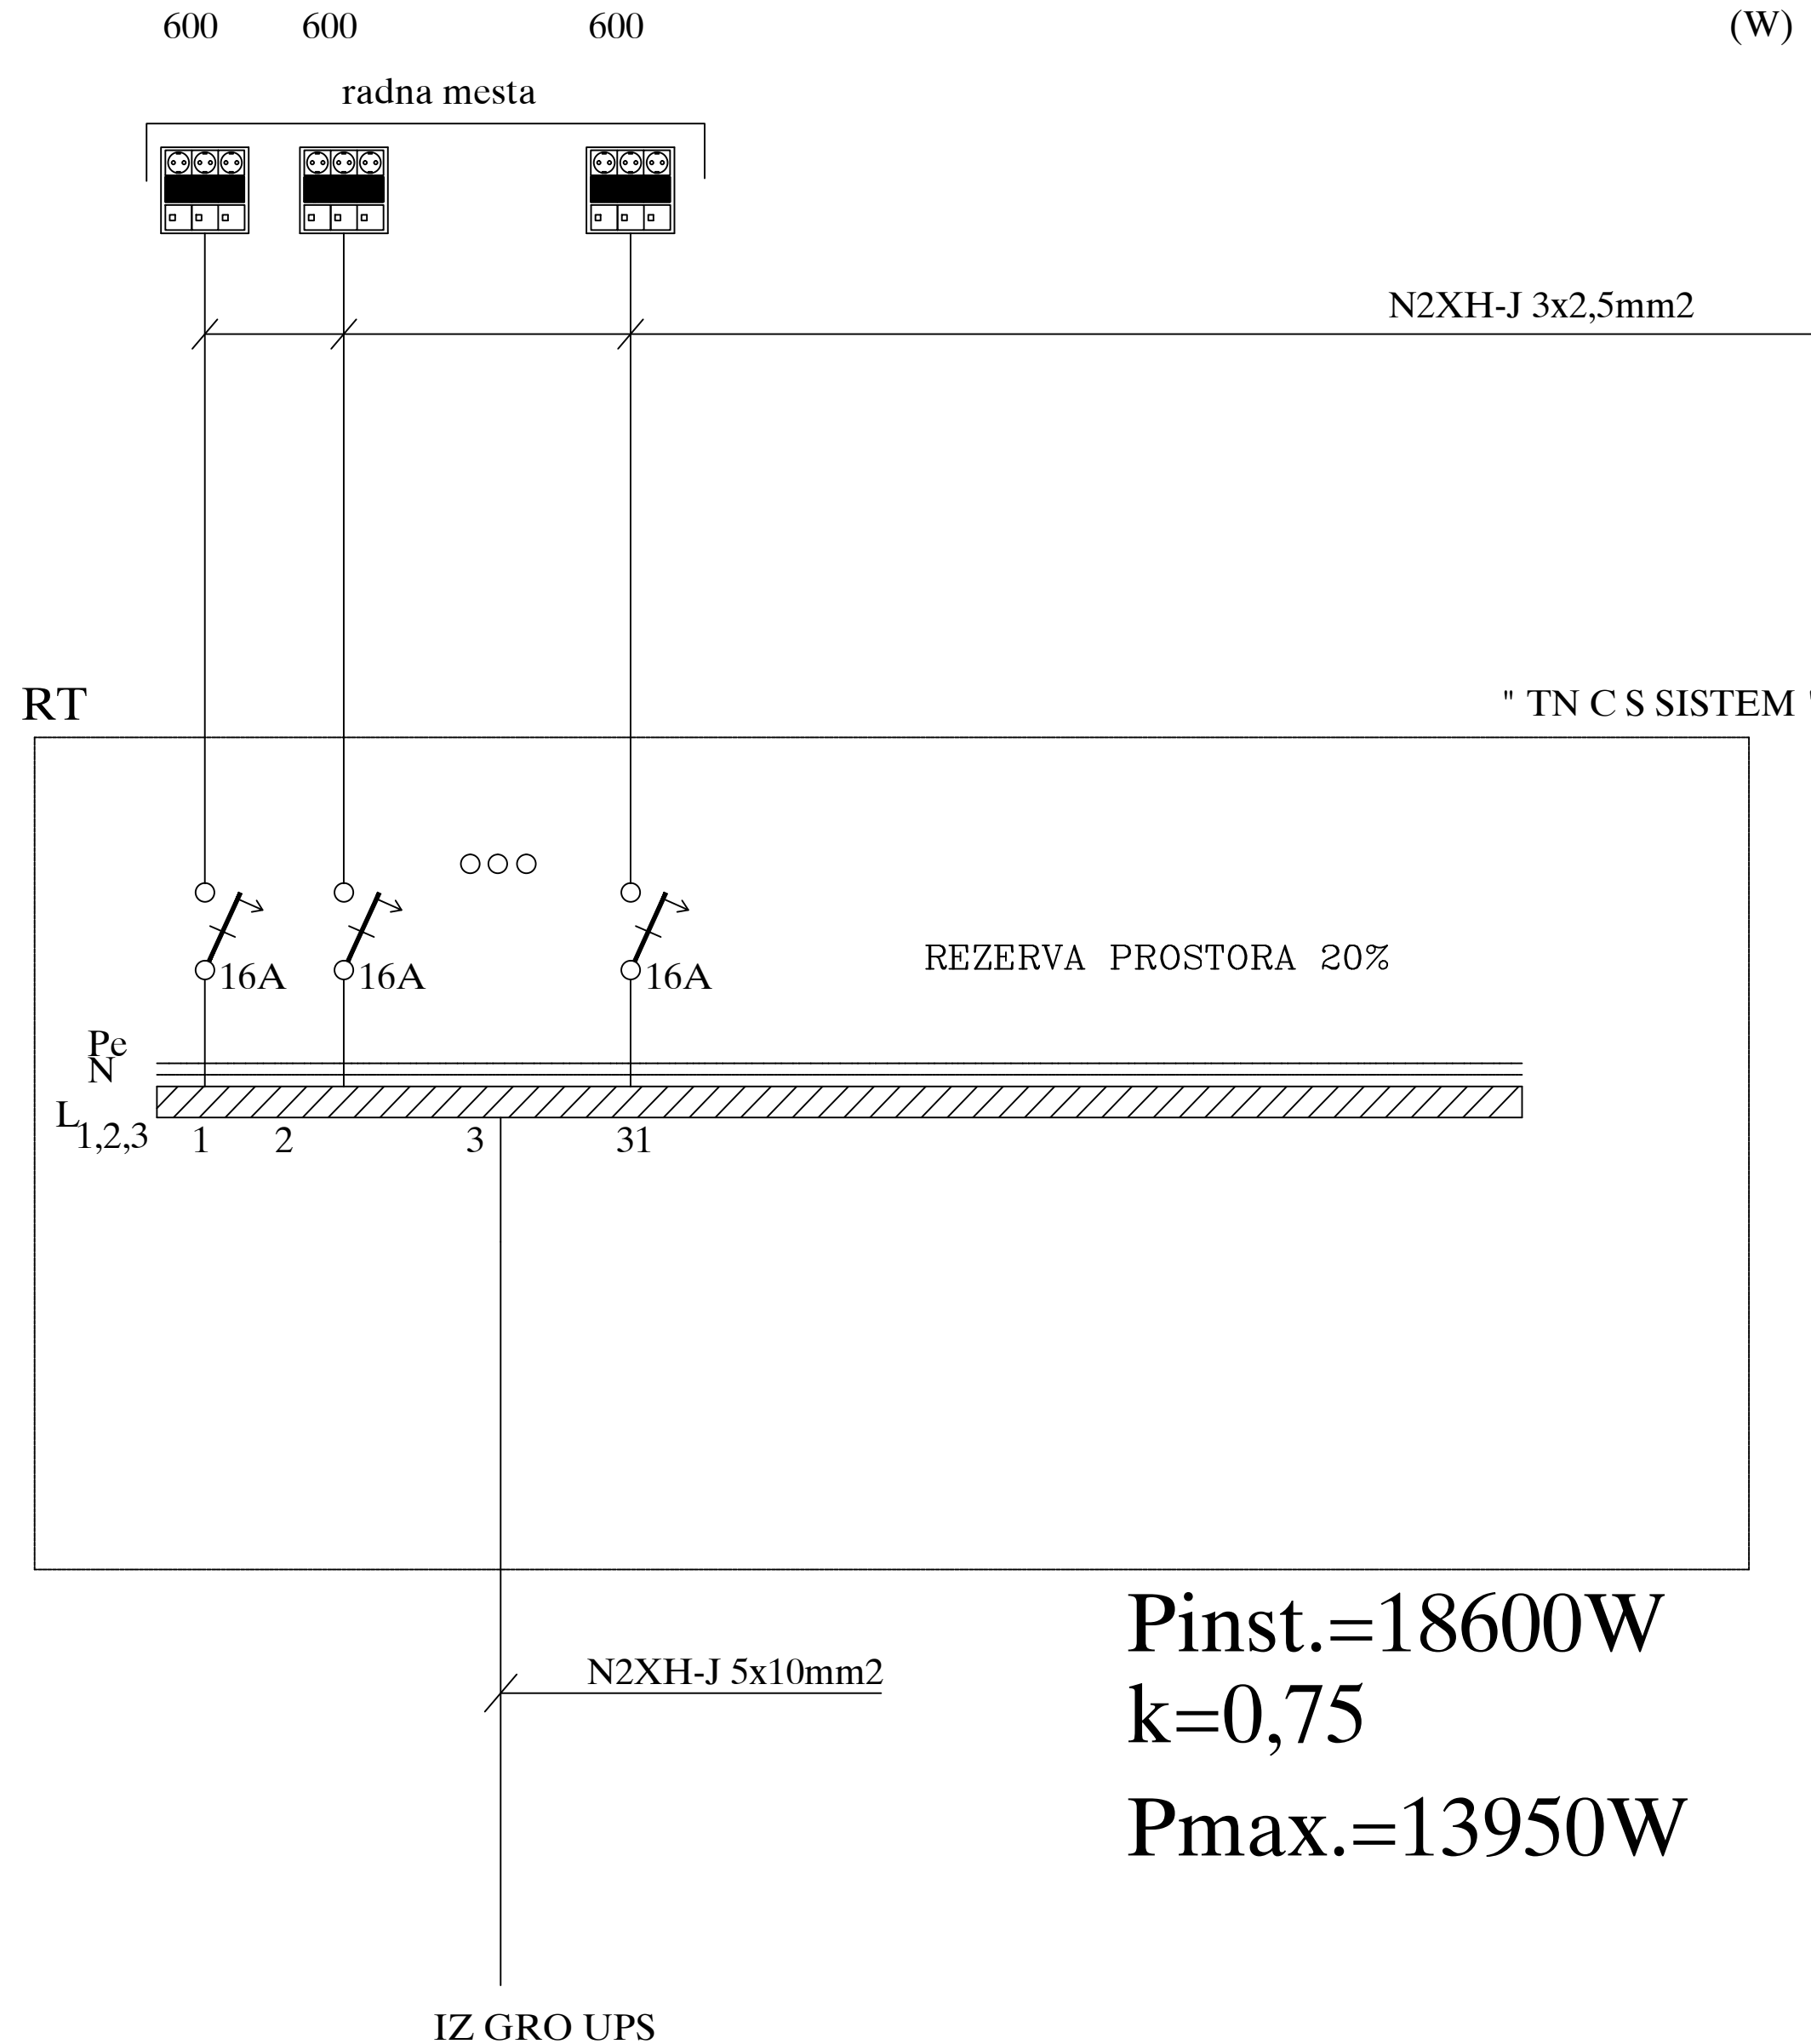 600 600 600 (W)
radna mesta
N2XH-J 3x2,5mm2
RT " TN C S SISTEM "
16A 16A 16A REZERVA PROSTORA 20%
Pe
N
L1,2,3 1 2 3 31
Pinst.=18600W
N2XH-J 5x10mm2
k=0,75
Pmax.=13950W
IZ GRO UPS